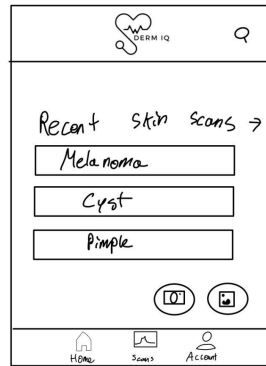 DERM IQ
Recent Skin Scans →
Melanoma
Cyst
Pimple
Home Scans Account